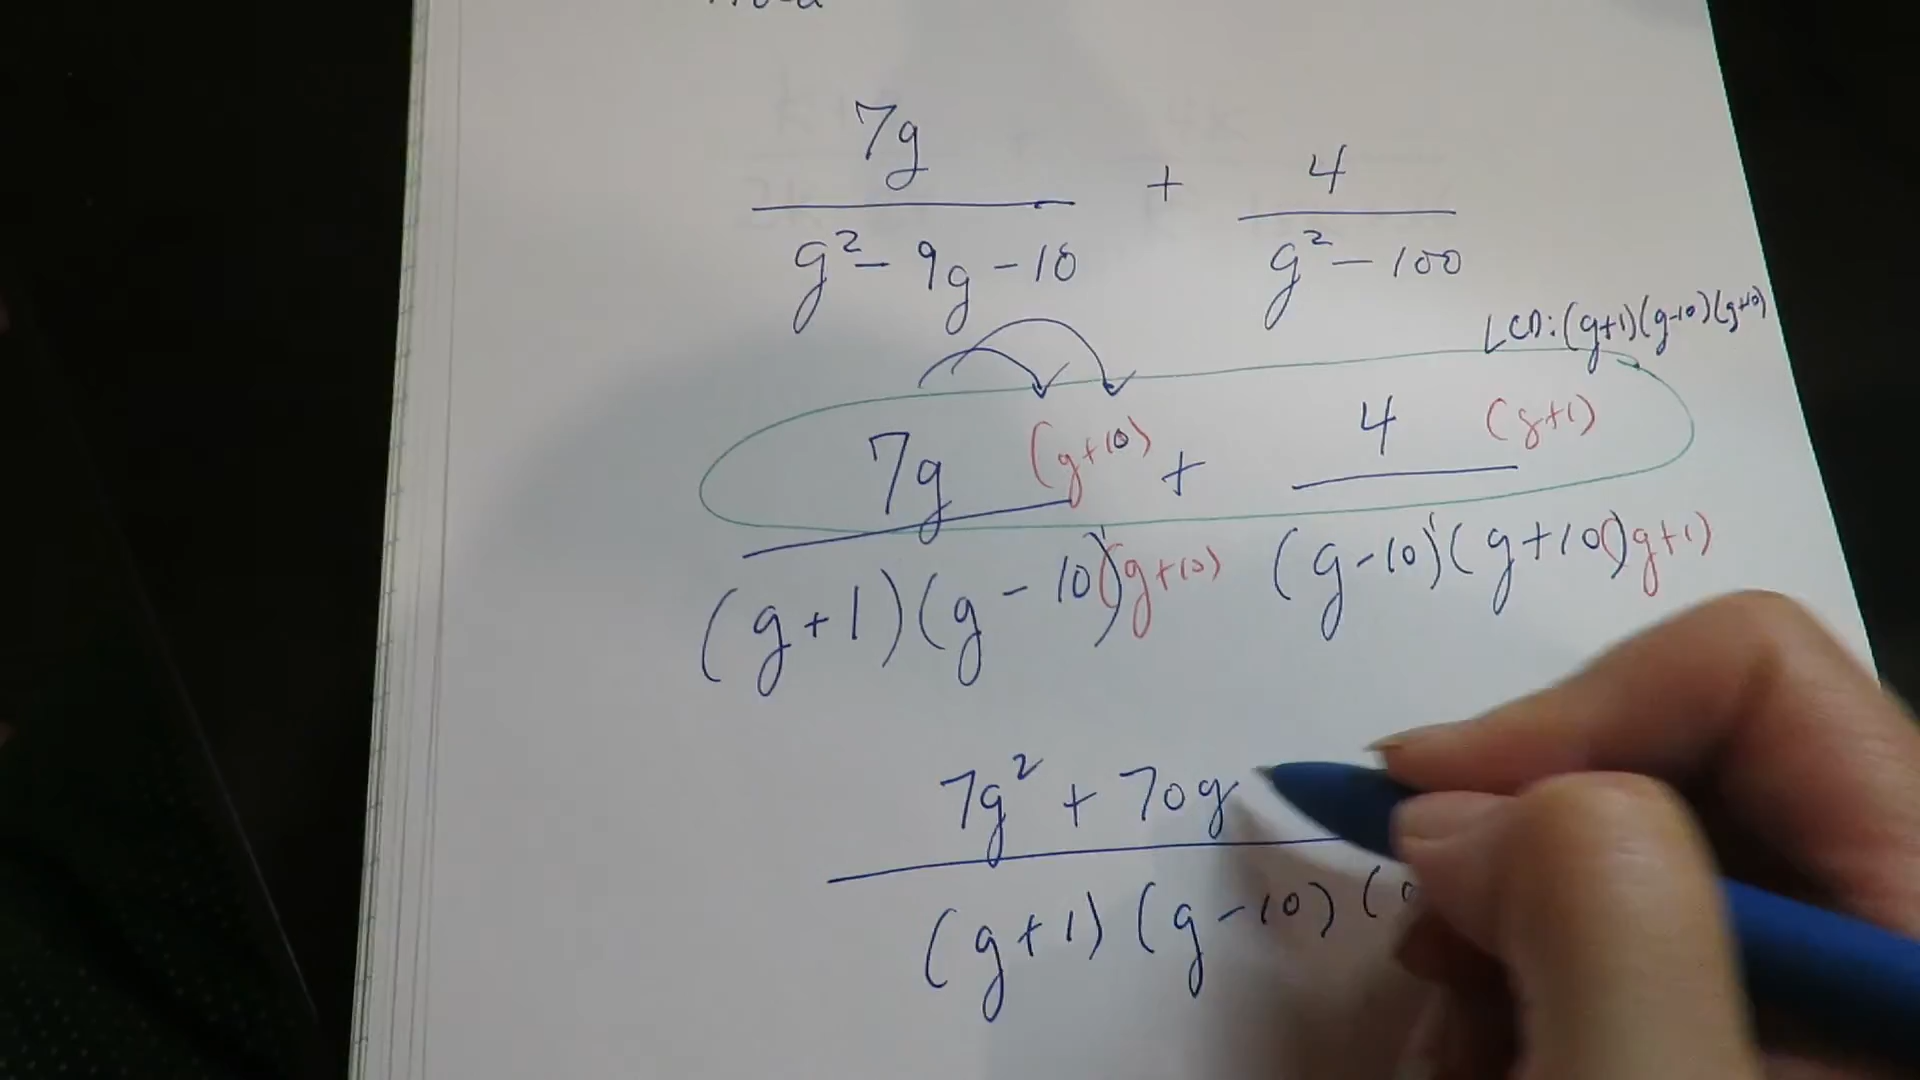 7g + 4
g² - 9g - 10 g² - 100
LCD: (g+1)(g-10)(g+10)
7g (g+10) + 4 (g+1)
(g+1)(g-10)(g+10) (g-10)(g+10)(g+1)
7g² + 70g
(g+1)(g-10)(